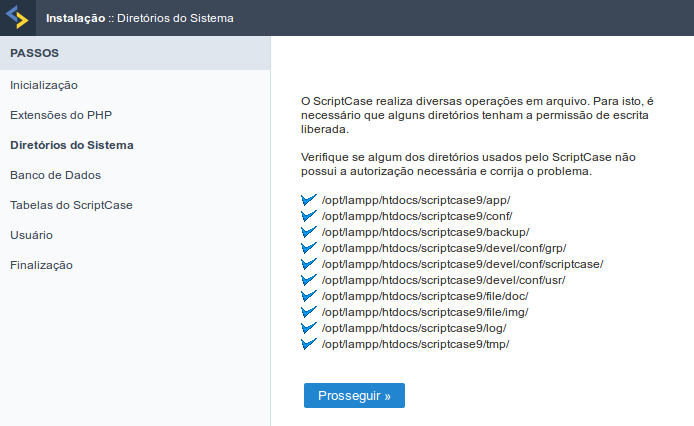 Instalação :: Diretórios do Sistema
PASSOS
Inicialização
Extensões do PHP
Diretórios do Sistema
Banco de Dados
Tabelas do ScriptCase
Usuário
Finalização
O ScriptCase realiza diversas operações em arquivo. Para isto, é
necessário que alguns diretórios tenham a permissão de escrita
liberada.
Verifique se algum dos diretórios usados pelo ScriptCase não
possui a autorização necessária e corrija o problema.
/opt/lampp/htdocs/scriptcase9/app/
/opt/lampp/htdocs/scriptcase9/conf/
/opt/lampp/htdocs/scriptcase9/backup/
/opt/lampp/htdocs/scriptcase9/devel/conf/grp/
/opt/lampp/htdocs/scriptcase9/devel/conf/scriptcase/
/opt/lampp/htdocs/scriptcase9/devel/conf/usr/
/opt/lampp/htdocs/scriptcase9/file/doc/
/opt/lampp/htdocs/scriptcase9/file/img/
/opt/lampp/htdocs/scriptcase9/log/
/opt/lampp/htdocs/scriptcase9/tmp/
Prosseguir »